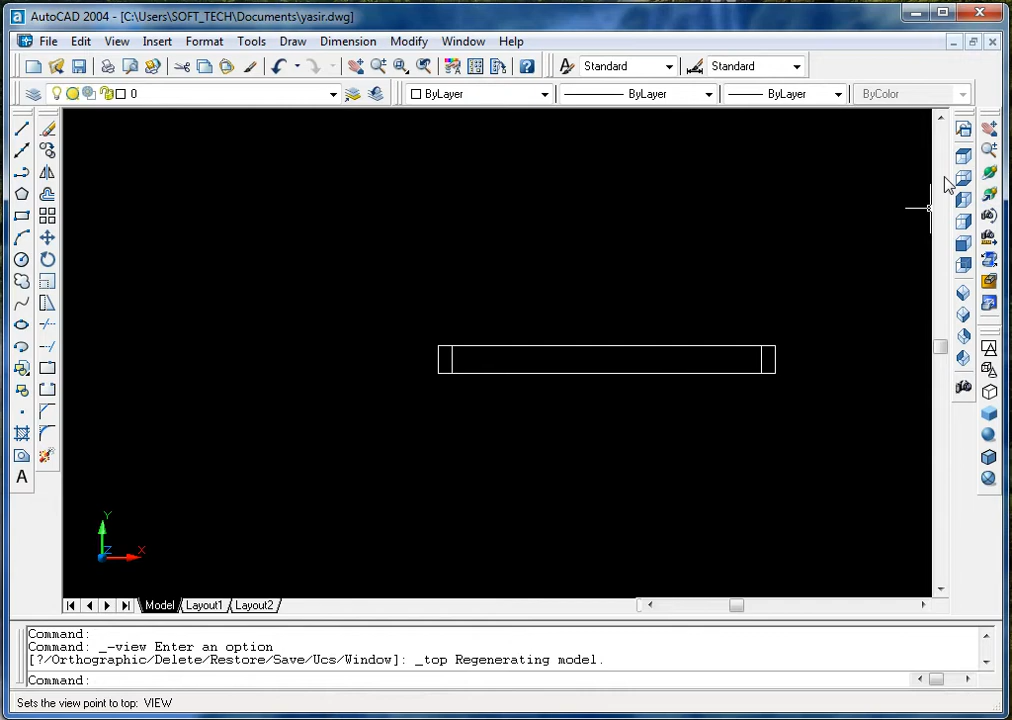 AutoCAD 2004 - [C:\Users\SOFT_TECH\Documents\yasir.dwg]
File Edit View Insert Format Tools Draw Dimension Modify Window Help
Standard Standard
0 ByLayer ByLayer ByLayer ByColor
A
Y
Z X
Model Layout1 Layout2
Command:
Command: _-view Enter an option
[?/Orthographic/Delete/Restore/Save/Ucs/Window]: _top Regenerating model.
Command:
Sets the view point to top: VIEW